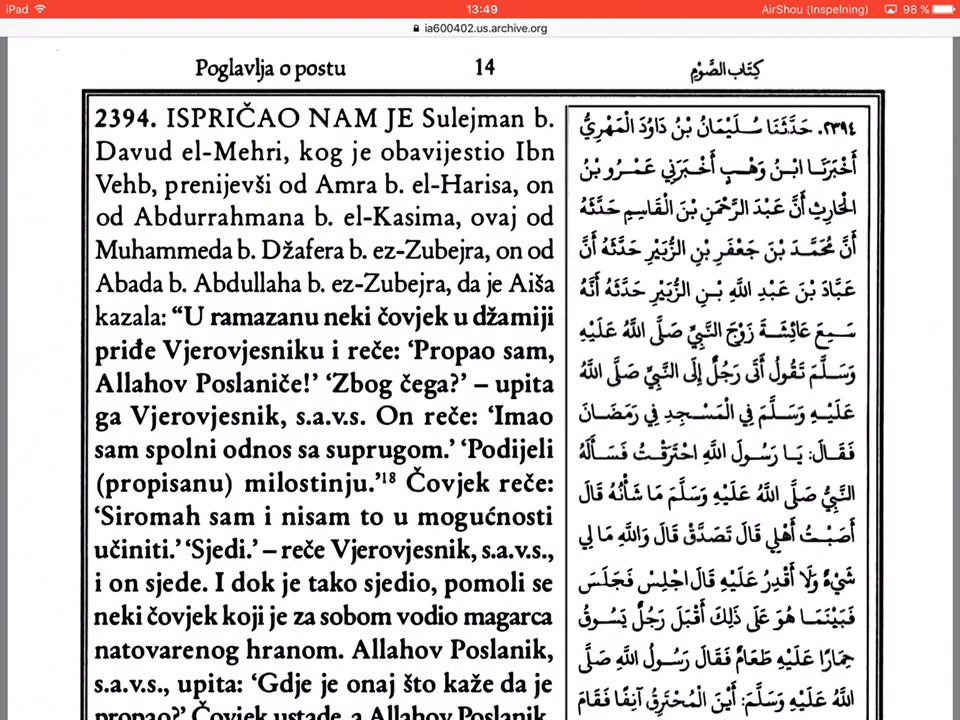 iPad 13:49 AirShou (Inspelning) 98 %
ia600402.us.archive.org
Poglavlja o postu 14 كِتَاب الصَّوْمِ
2394. ISPRIČAO NAM JE Sulejman b.
Davud el-Mehri, kog je obavijestio Ibn
Vehb, prenijevši od Amra b. el-Harisa, on
od Abdurrahmana b. el-Kasima, ovaj od
Muhammeda b. Džafera b. ez-Zubejra, on od
Abada b. Abdullaha b. ez-Zubejra, da je Aiša
kazala: “U ramazanu neki čovjek u džamiji
priđe Vjerovjesniku i reče: ‘Propao sam,
Allahov Poslaniče!’ ‘Zbog čega?’ – upita
ga Vjerovjesnik, s.a.v.s. On reče: ‘Imao
sam spolni odnos sa suprugom.’ ‘Podijeli
(propisanu) milostinju.’18 Čovjek reče:
‘Siromah sam i nisam to u mogućnosti
učiniti.’ ‘Sjedi.’ – reče Vjerovjesnik, s.a.v.s.,
i on sjede. I dok je tako sjedio, pomoli se
neki čovjek koji je za sobom vodio magarca
natovarenog hranom. Allahov Poslanik,
s.a.v.s., upita: ‘Gdje je onaj što kaže da je
propao?’ Čovjek ustade, a Allahov Poslanik,
٢٣٩٤. حَدَّثَنَا سُلَيْمَانُ بْنُ دَاوُدَ الْمَهْرِيُّ
أَخْبَرَنَا ابْنُ وَهْبٍ أَخْبَرَنِي عَمْرُو بْنُ
الْحَارِثِ أَنَّ عَبْدَ الرَّحْمَنِ بْنَ الْقَاسِمِ حَدَّثَهُ
أَنَّ مُحَمَّدَ بْنَ جَعْفَرِ بْنِ الزُّبَيْرِ حَدَّثَهُ أَنَّ
عَبَّادَ بْنَ عَبْدِ اللَّهِ بْنِ الزُّبَيْرِ حَدَّثَهُ أَنَّهُ
سَمِعَ عَائِشَةَ زَوْجَ النَّبِيِّ صَلَّى اللَّهُ عَلَيْهِ
وَسَلَّمَ تَقُولُ أَتَى رَجُلٌ إِلَى النَّبِيِّ صَلَّى اللَّهُ
عَلَيْهِ وَسَلَّمَ فِي الْمَسْجِدِ فِي رَمَضَانَ
فَقَالَ: يَا رَسُولَ اللَّهِ احْتَرَقْتُ فَسَأَلَهُ
النَّبِيُّ صَلَّى اللَّهُ عَلَيْهِ وَسَلَّمَ مَا شَأْنُهُ قَالَ
أَصَبْتُ أَهْلِي قَالَ تَصَدَّقْ قَالَ وَاللَّهِ مَا لِي
شَيْءٌ وَلَا أَقْدِرُ عَلَيْهِ قَالَ اجْلِسْ فَجَلَسَ
فَبَيْنَمَا هُوَ عَلَى ذَلِكَ أَقْبَلَ رَجُلٌ يَسُوقُ
حِمَارًا عَلَيْهِ طَعَامٌ فَقَالَ رَسُولُ اللَّهِ صَلَّى
اللَّهُ عَلَيْهِ وَسَلَّمَ: أَيْنَ الْمُحْتَرِقُ آنِفًا فَقَامَ